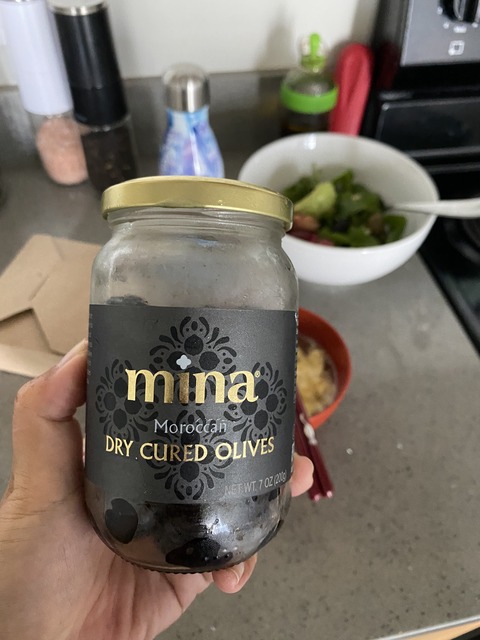 mina®
Moroccan
DRY CURED OLIVES
NET WT. 7 OZ (200g)